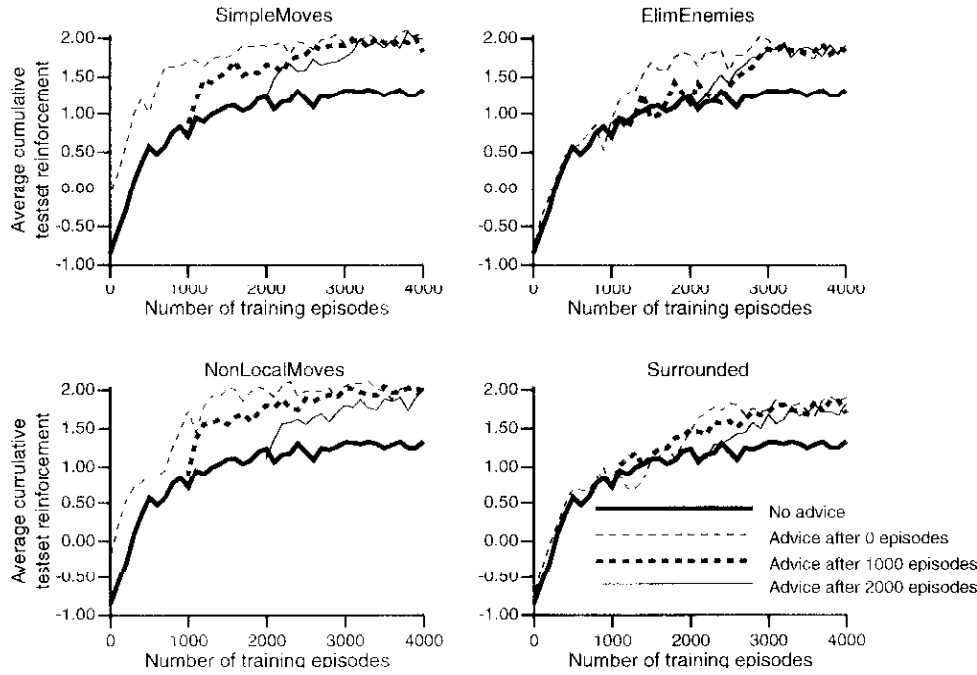 SimpleMoves
Average cumulative
testset reinforcement
2.00
1.50
1.00
0.50
0.00
-0.50
-1.00
0 1000 2000 3000 4000
Number of training episodes
ElimEnemies
2.00
1.50
1.00
0.50
0.00
-0.50
-1.00
0 1000 2000 3000 4000
Number of training episodes
NonLocalMoves
Average cumulative
testset reinforcement
2.00
1.50
1.00
0.50
0.00
-0.50
-1.00
0 1000 2000 3000 4000
Number of training episodes
Surrounded
2.00
1.50
1.00
0.50
0.00
-0.50
-1.00
0 1000 2000 3000 4000
Number of training episodes
No advice
Advice after 0 episodes
Advice after 1000 episodes
Advice after 2000 episodes